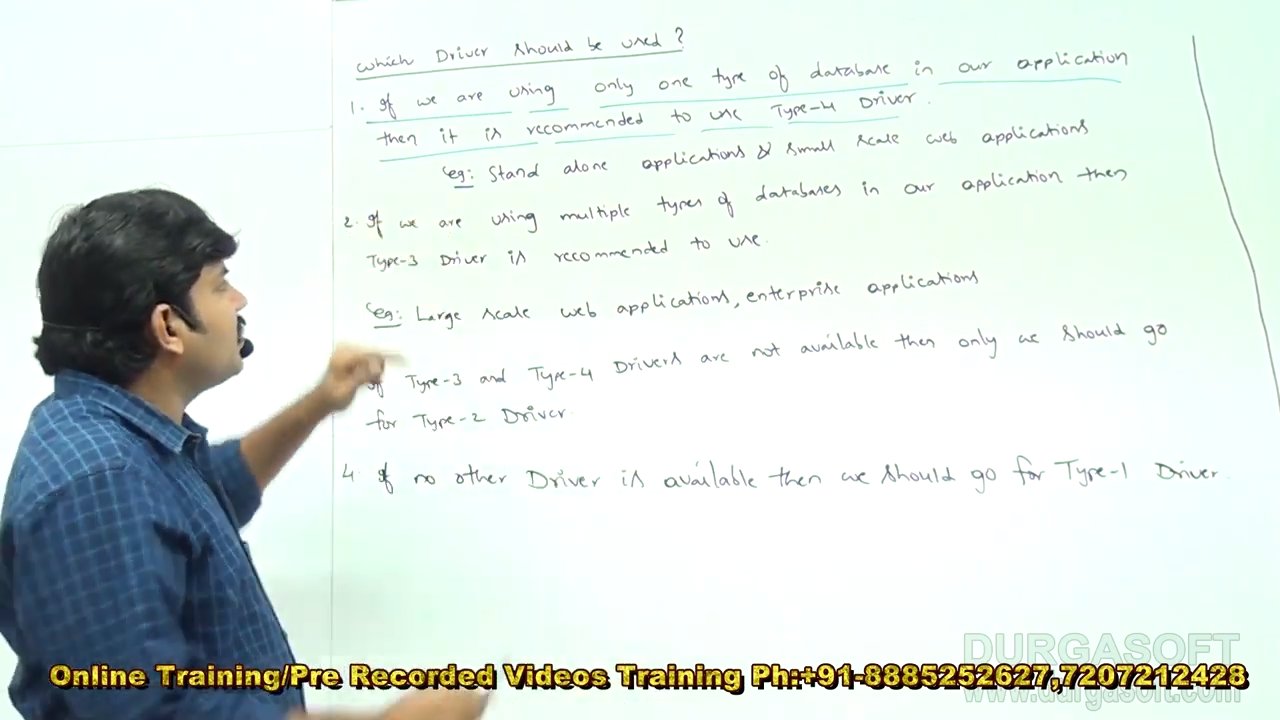 Which Driver should be used?
1. If we are using only one type of database in our application
then it is recommended to use Type-4 Driver.
eg: Stand alone applications & small scale web applications
2. If we are using multiple types of databases in our application then
Type-3 Driver is recommended to use.
eg: Large scale web applications, enterprise applications
If Type-3 and Type-4 Drivers are not available then only we should go
for Type-2 Driver.
4. If no other Driver is available then we should go for Type-1 Driver.
DURGASOFT
www.durgasoft.com
Online Training/Pre Recorded Videos Training Ph:+91-8885252627,7207212428